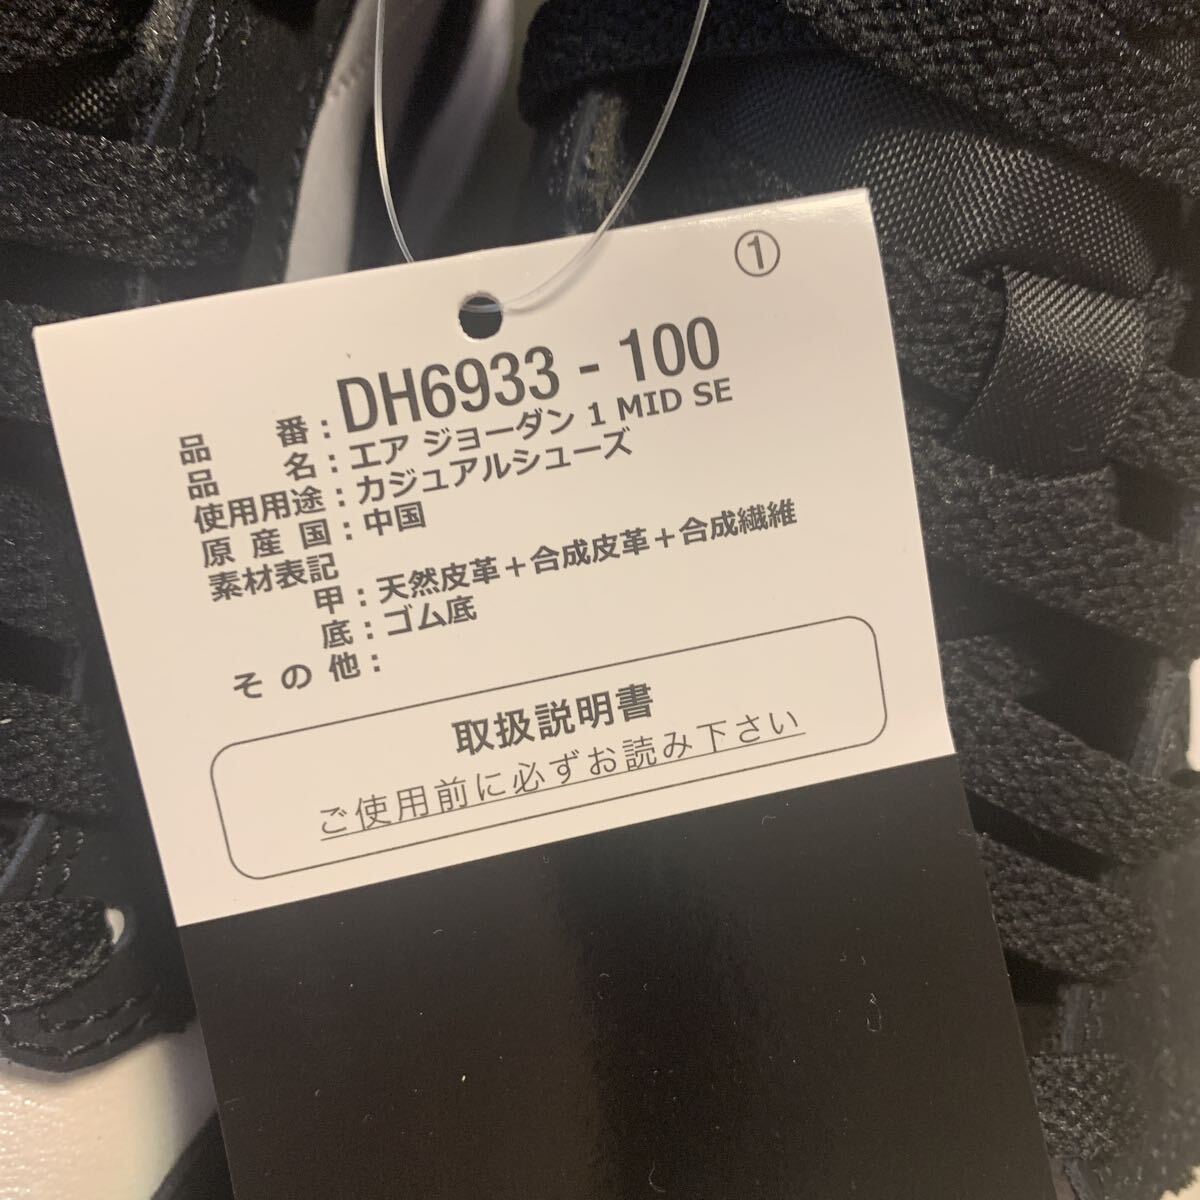 ①
品番：DH6933 - 100
品名：エア ジョーダン 1 MID SE
使用用途：カジュアルシューズ
原産国：中国
素材表記
甲：天然皮革＋合成皮革＋合成繊維
底：ゴム底
その他：
取扱説明書
ご使用前に必ずお読み下さい